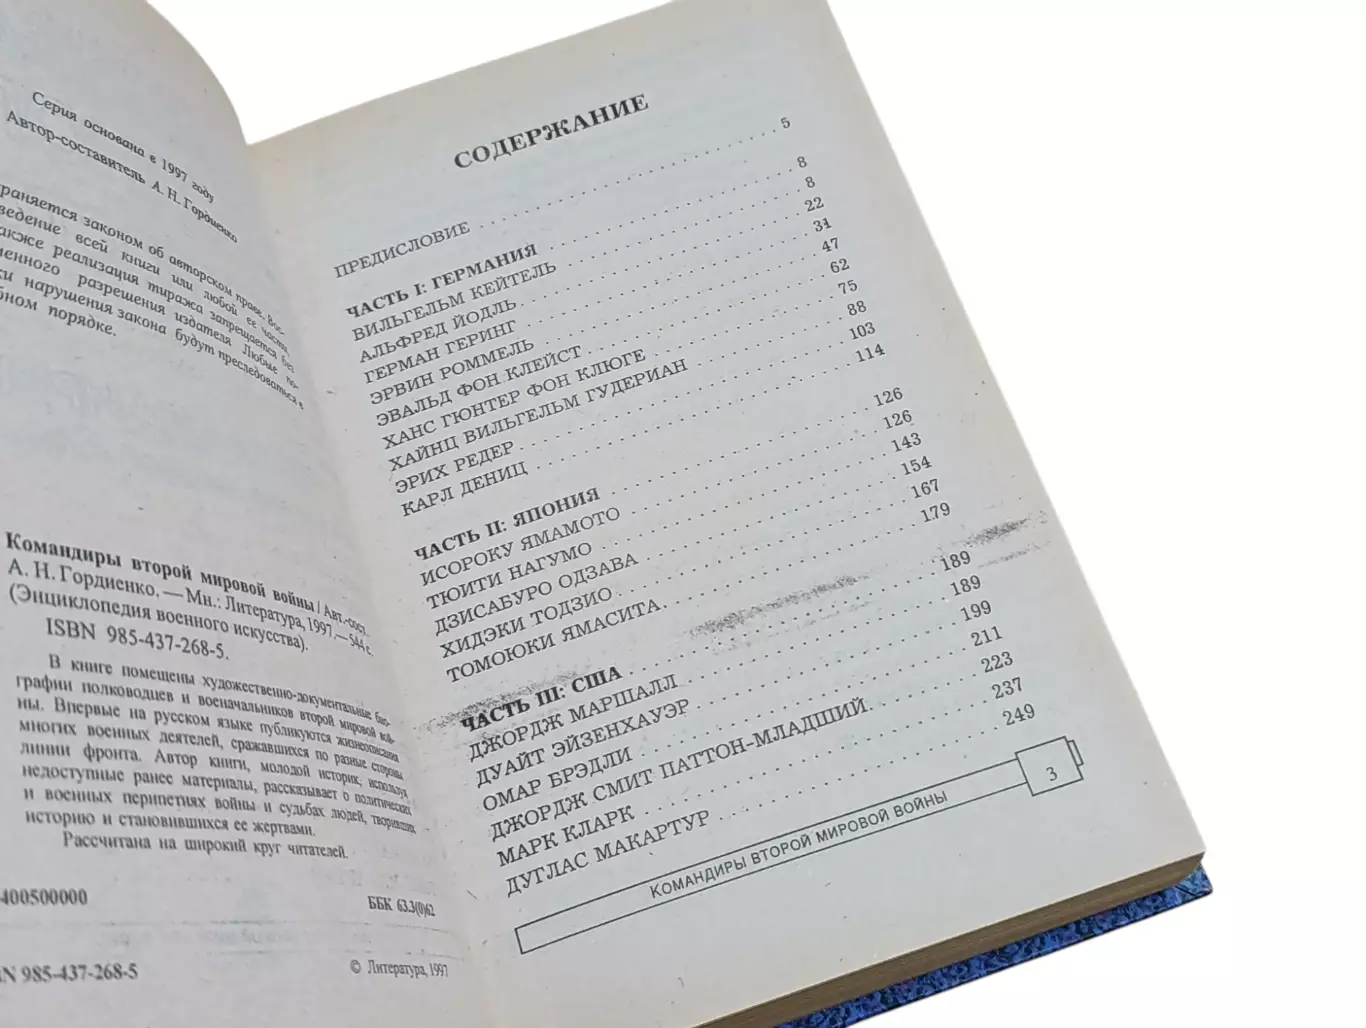 Серия основана в 1997 году
Автор-составитель А. Н. Гордиенко
раняется законом об авторском праве. Вос-
ведение всей книги или любой ее части,
также реализация тиража запрещается без
менного разрешения издателя. Любые по-
ки нарушения закона будут преследоваться в
бном порядке.
Командиры второй мировой войны / Авт.-сост.
А. Н. Гордиенко. — Мн.: Литература, 1997. — 544 с.
(Энциклопедия военного искусства).
ISBN 985-437-268-5.
В книге помещены художественно-документальные био-
графии полководцев и военачальников второй мировой вой-
ны. Впервые на русском языке публикуются жизнеописания
многих военных деятелей, сражавшихся по разные стороны
линии фронта. Автор книги, молодой историк, используя
недоступные ранее материалы, рассказывает о политических
и военных перипетиях войны и судьбах людей, творивших
историю и становившихся ее жертвами.
Рассчитана на широкий круг читателей.
400500000
ББК 63.3(0)62
N 985-437-268-5
© Литература, 1997
СОДЕРЖАНИЕ
ПРЕДИСЛОВИЕ 5
ЧАСТЬ I: ГЕРМАНИЯ 8
ВИЛЬГЕЛЬМ КЕЙТЕЛЬ 8
АЛЬФРЕД ЙОДЛЬ 22
ГЕРМАН ГЕРИНГ 31
ЭРВИН РОММЕЛЬ 47
ЭВАЛЬД ФОН КЛЕЙСТ 62
ХАНС ГЮНТЕР ФОН КЛЮГЕ 75
ХАЙНЦ ВИЛЬГЕЛЬМ ГУДЕРИАН 88
ЭРИХ РЕДЕР 103
КАРЛ ДЕНИЦ 114
ЧАСТЬ II: ЯПОНИЯ 126
ИСОРОКУ ЯМАМОТО 126
ТЮИТИ НАГУМО 143
ДЗИСАБУРО ОДЗАВА 154
ХИДЭКИ ТОДЗИО 167
ТОМОЮКИ ЯМАСИТА 179
ЧАСТЬ III: США 189
ДЖОРДЖ МАРШАЛЛ 189
ДУАЙТ ЭЙЗЕНХАУЭР 199
ОМАР БРЭДЛИ 211
ДЖОРДЖ СМИТ ПАТТОН-МЛАДШИЙ 223
МАРК КЛАРК 237
ДУГЛАС МАКАРТУР 249
КОМАНДИРЫ ВТОРОЙ МИРОВОЙ ВОЙНЫ 3